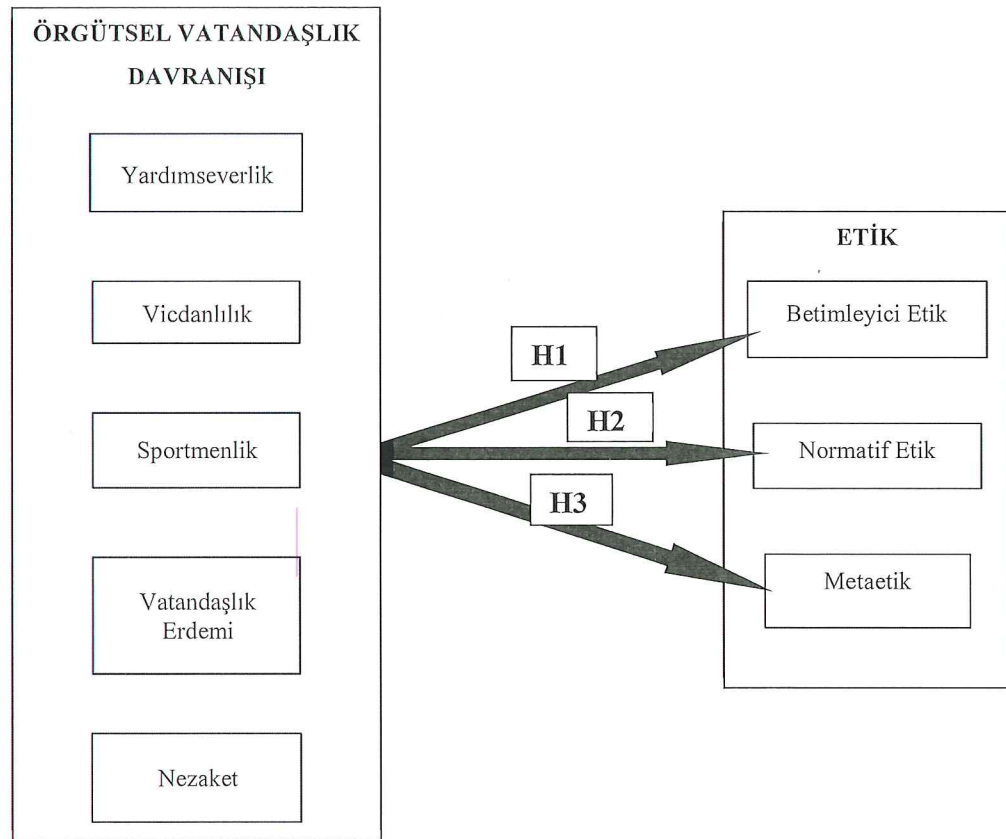 ÖRGÜTSEL VATANDAŞLIK
DAVRANIŞI
Yardımseverlik
Vicdanlılık
Sportmenlik
Vatandaşlık
Erdemi
Nezaket
H1
H2
H3
ETİK
Betimleyici Etik
Normatif Etik
Metaetik